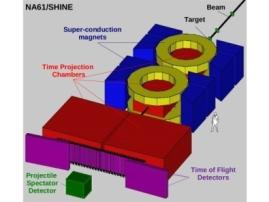 NA61/SHINE
Beam
Target
Super-conduction
magnets
Time Projection
Chambers
Time of Flight
Detectors
Projectile
Spectator
Detector